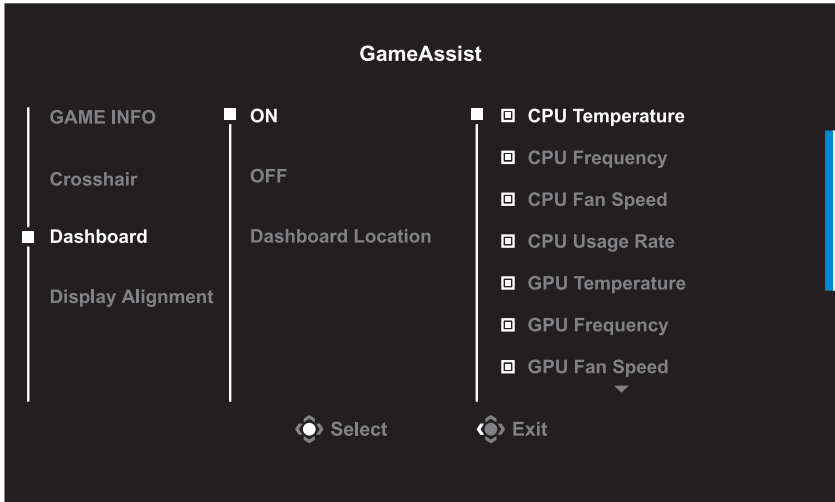 GameAssist
GAME INFO
Crosshair
Dashboard
Display Alignment
ON
OFF
Dashboard Location
CPU Temperature
CPU Frequency
CPU Fan Speed
CPU Usage Rate
GPU Temperature
GPU Frequency
GPU Fan Speed
Select
Exit